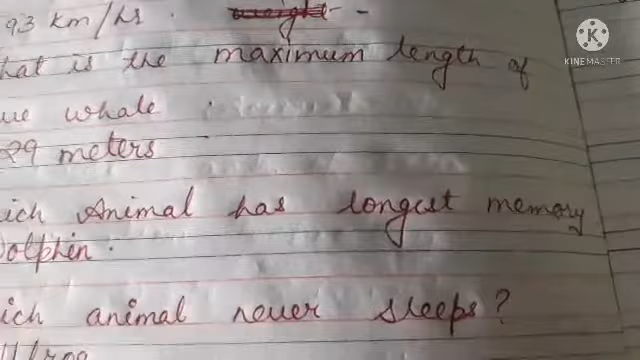 93 km/hr. weight -
hat is the maximum length of
ue whale
29 meters
ich Animal has longest memory
olphin.
ich animal never sleeps?
KINEMASTER